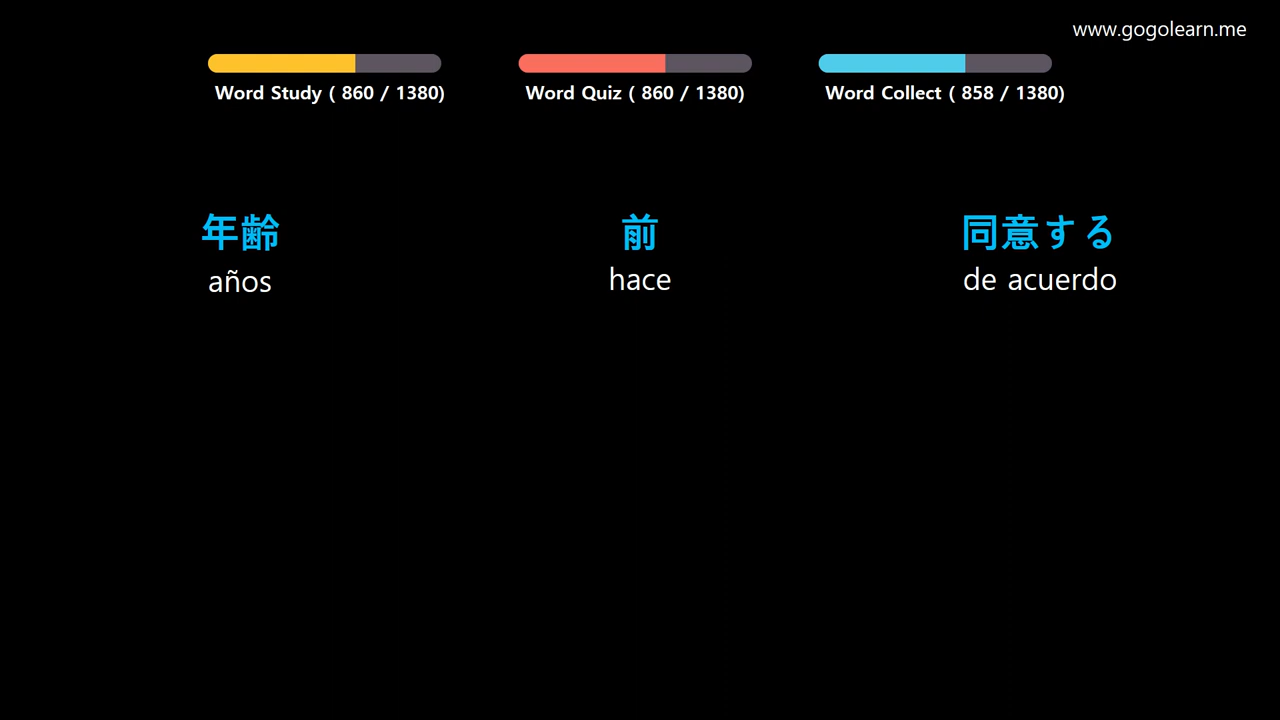 www.gogolearn.me
Word Study ( 860 / 1380)
Word Quiz ( 860 / 1380)
Word Collect ( 858 / 1380)
年齢
前
同意する
años
hace
de acuerdo